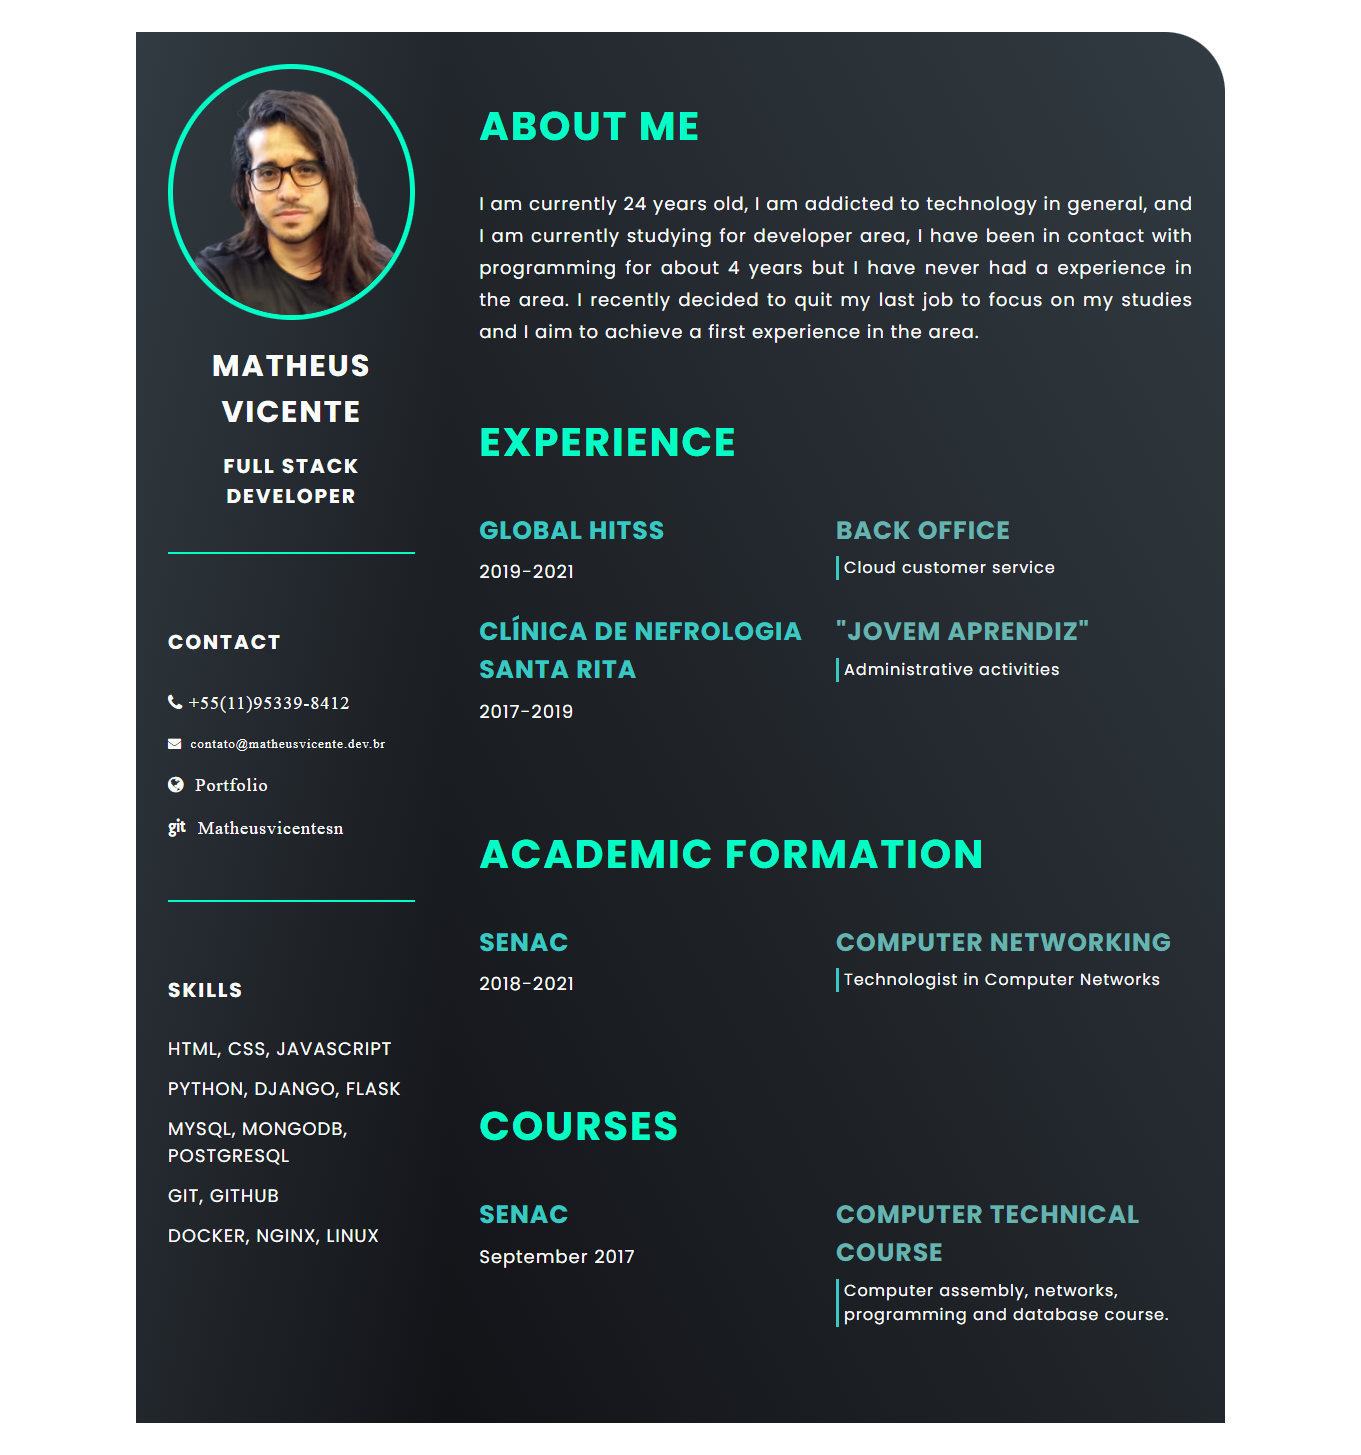 MATHEUS
VICENTE
FULL STACK
DEVELOPER
CONTACT
+55(11)95339-8412
contato@matheusvicente.dev.br
Portfolio
git Matheusvicentesn
SKILLS
HTML, CSS, JAVASCRIPT
PYTHON, DJANGO, FLASK
MYSQL, MONGODB,
POSTGRESQL
GIT, GITHUB
DOCKER, NGINX, LINUX
ABOUT ME
I am currently 24 years old, I am addicted to technology in general, and
I am currently studying for developer area, I have been in contact with
programming for about 4 years but I have never had a experience in
the area. I recently decided to quit my last job to focus on my studies
and I aim to achieve a first experience in the area.
EXPERIENCE
GLOBAL HITSS
2019-2021
BACK OFFICE
Cloud customer service
CLÍNICA DE NEFROLOGIA
SANTA RITA
2017-2019
"JOVEM APRENDIZ"
Administrative activities
ACADEMIC FORMATION
SENAC
2018-2021
COMPUTER NETWORKING
Technologist in Computer Networks
COURSES
SENAC
September 2017
COMPUTER TECHNICAL
COURSE
Computer assembly, networks,
programming and database course.